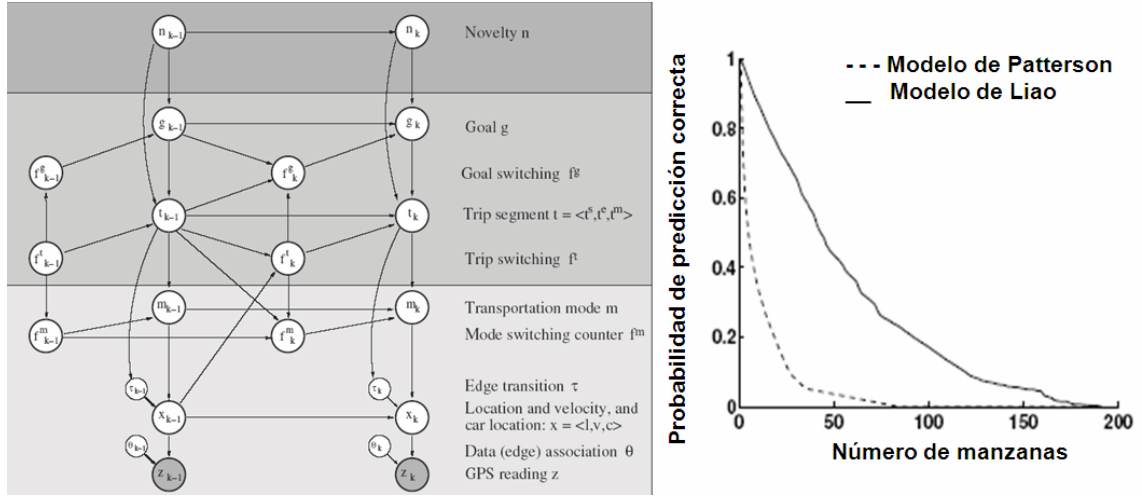 n k-1
n k
Novelty n
g k-1
g k
Goal g
f^g k-1
f^g k
Goal switching f^g
t k-1
t k
Trip segment t = <t^s,t^e,t^m>
f^t k-1
f^t k
Trip switching f^t
m k-1
m k
Transportation mode m
f^m k-1
f^m k
Mode switching counter f^m
τ k-1
τ k
Edge transition τ
x k-1
x k
Location and velocity, and
car location: x = <l,v,c>
θ k-1
θ k
Data (edge) association θ
z k-1
z k
GPS reading z
Probabilidad de predicción correcta
1
0.8
0.6
0.4
0.2
0
0
50
100
150
200
Número de manzanas
--- Modelo de Patterson
__ Modelo de Liao